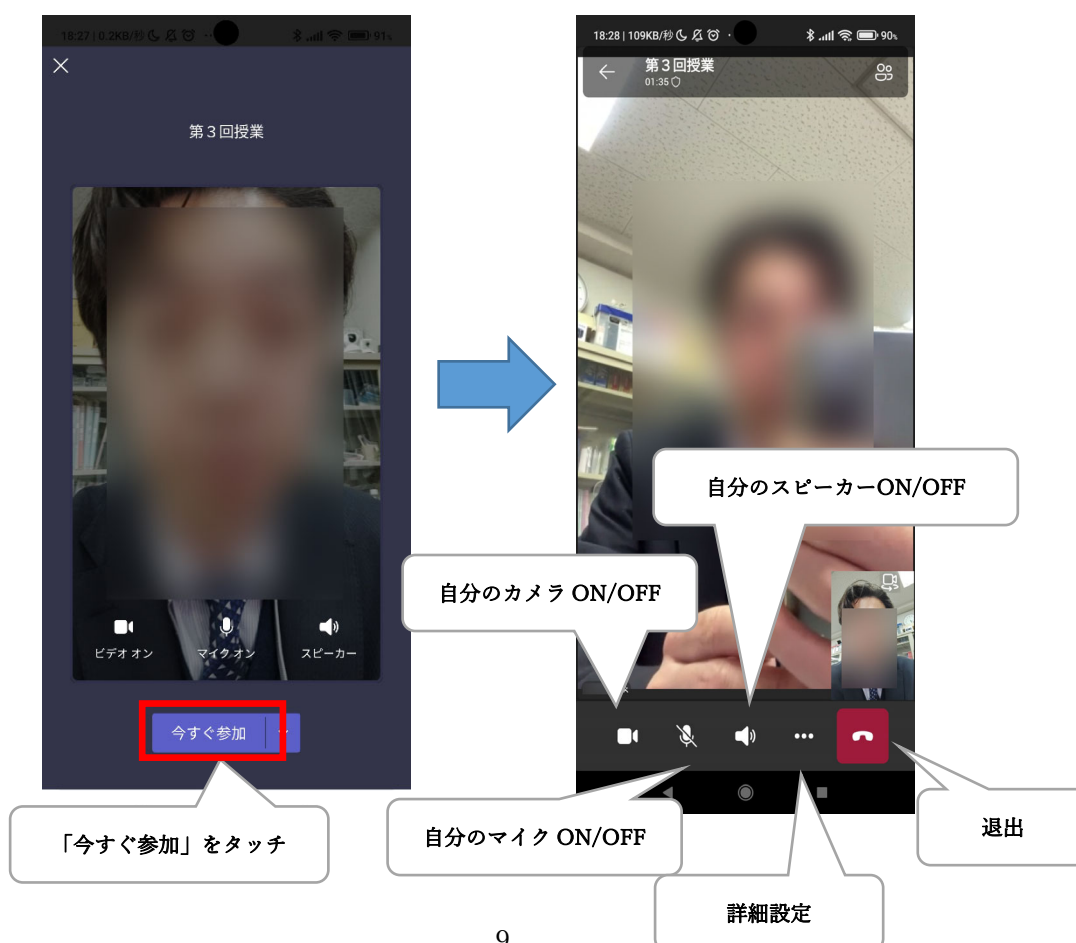 18:27 | 0.2KB/秒
91%
第３回授業
ビデオ オン
マイク オン
スピーカー
今すぐ参加
「今すぐ参加」をタッチ
18:28 | 109KB/秒
90%
第３回授業
01:35
自分のスピーカーON/OFF
自分のカメラ ON/OFF
自分のマイク ON/OFF
退出
詳細設定
9